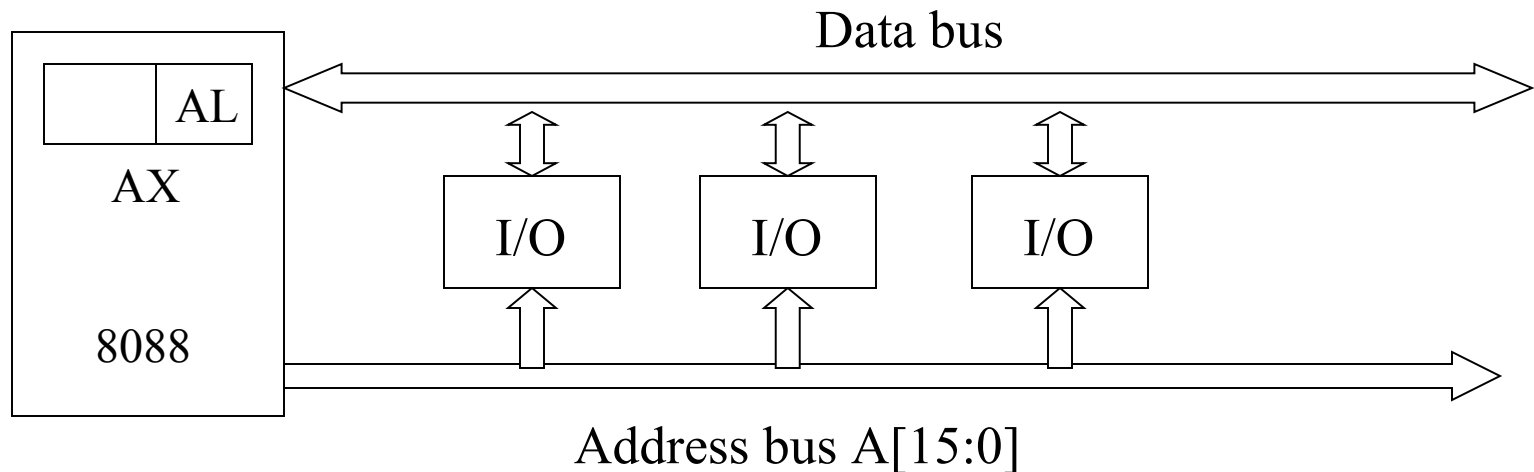 Data bus
AL
AX
I/O
I/O
I/O
8088
Address bus A[15:0]